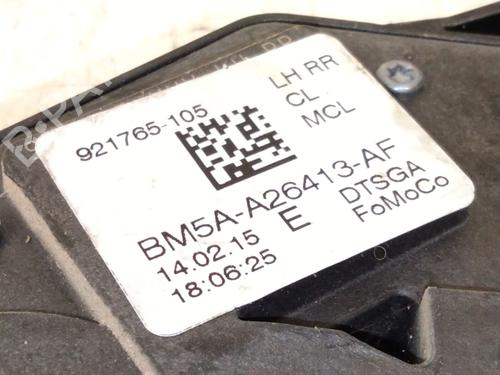 921765-105
LH RR
CL
MCL
BM5A-A26413-AF
14.02.15
E
DTSGA
18:06:25
FoMoCo